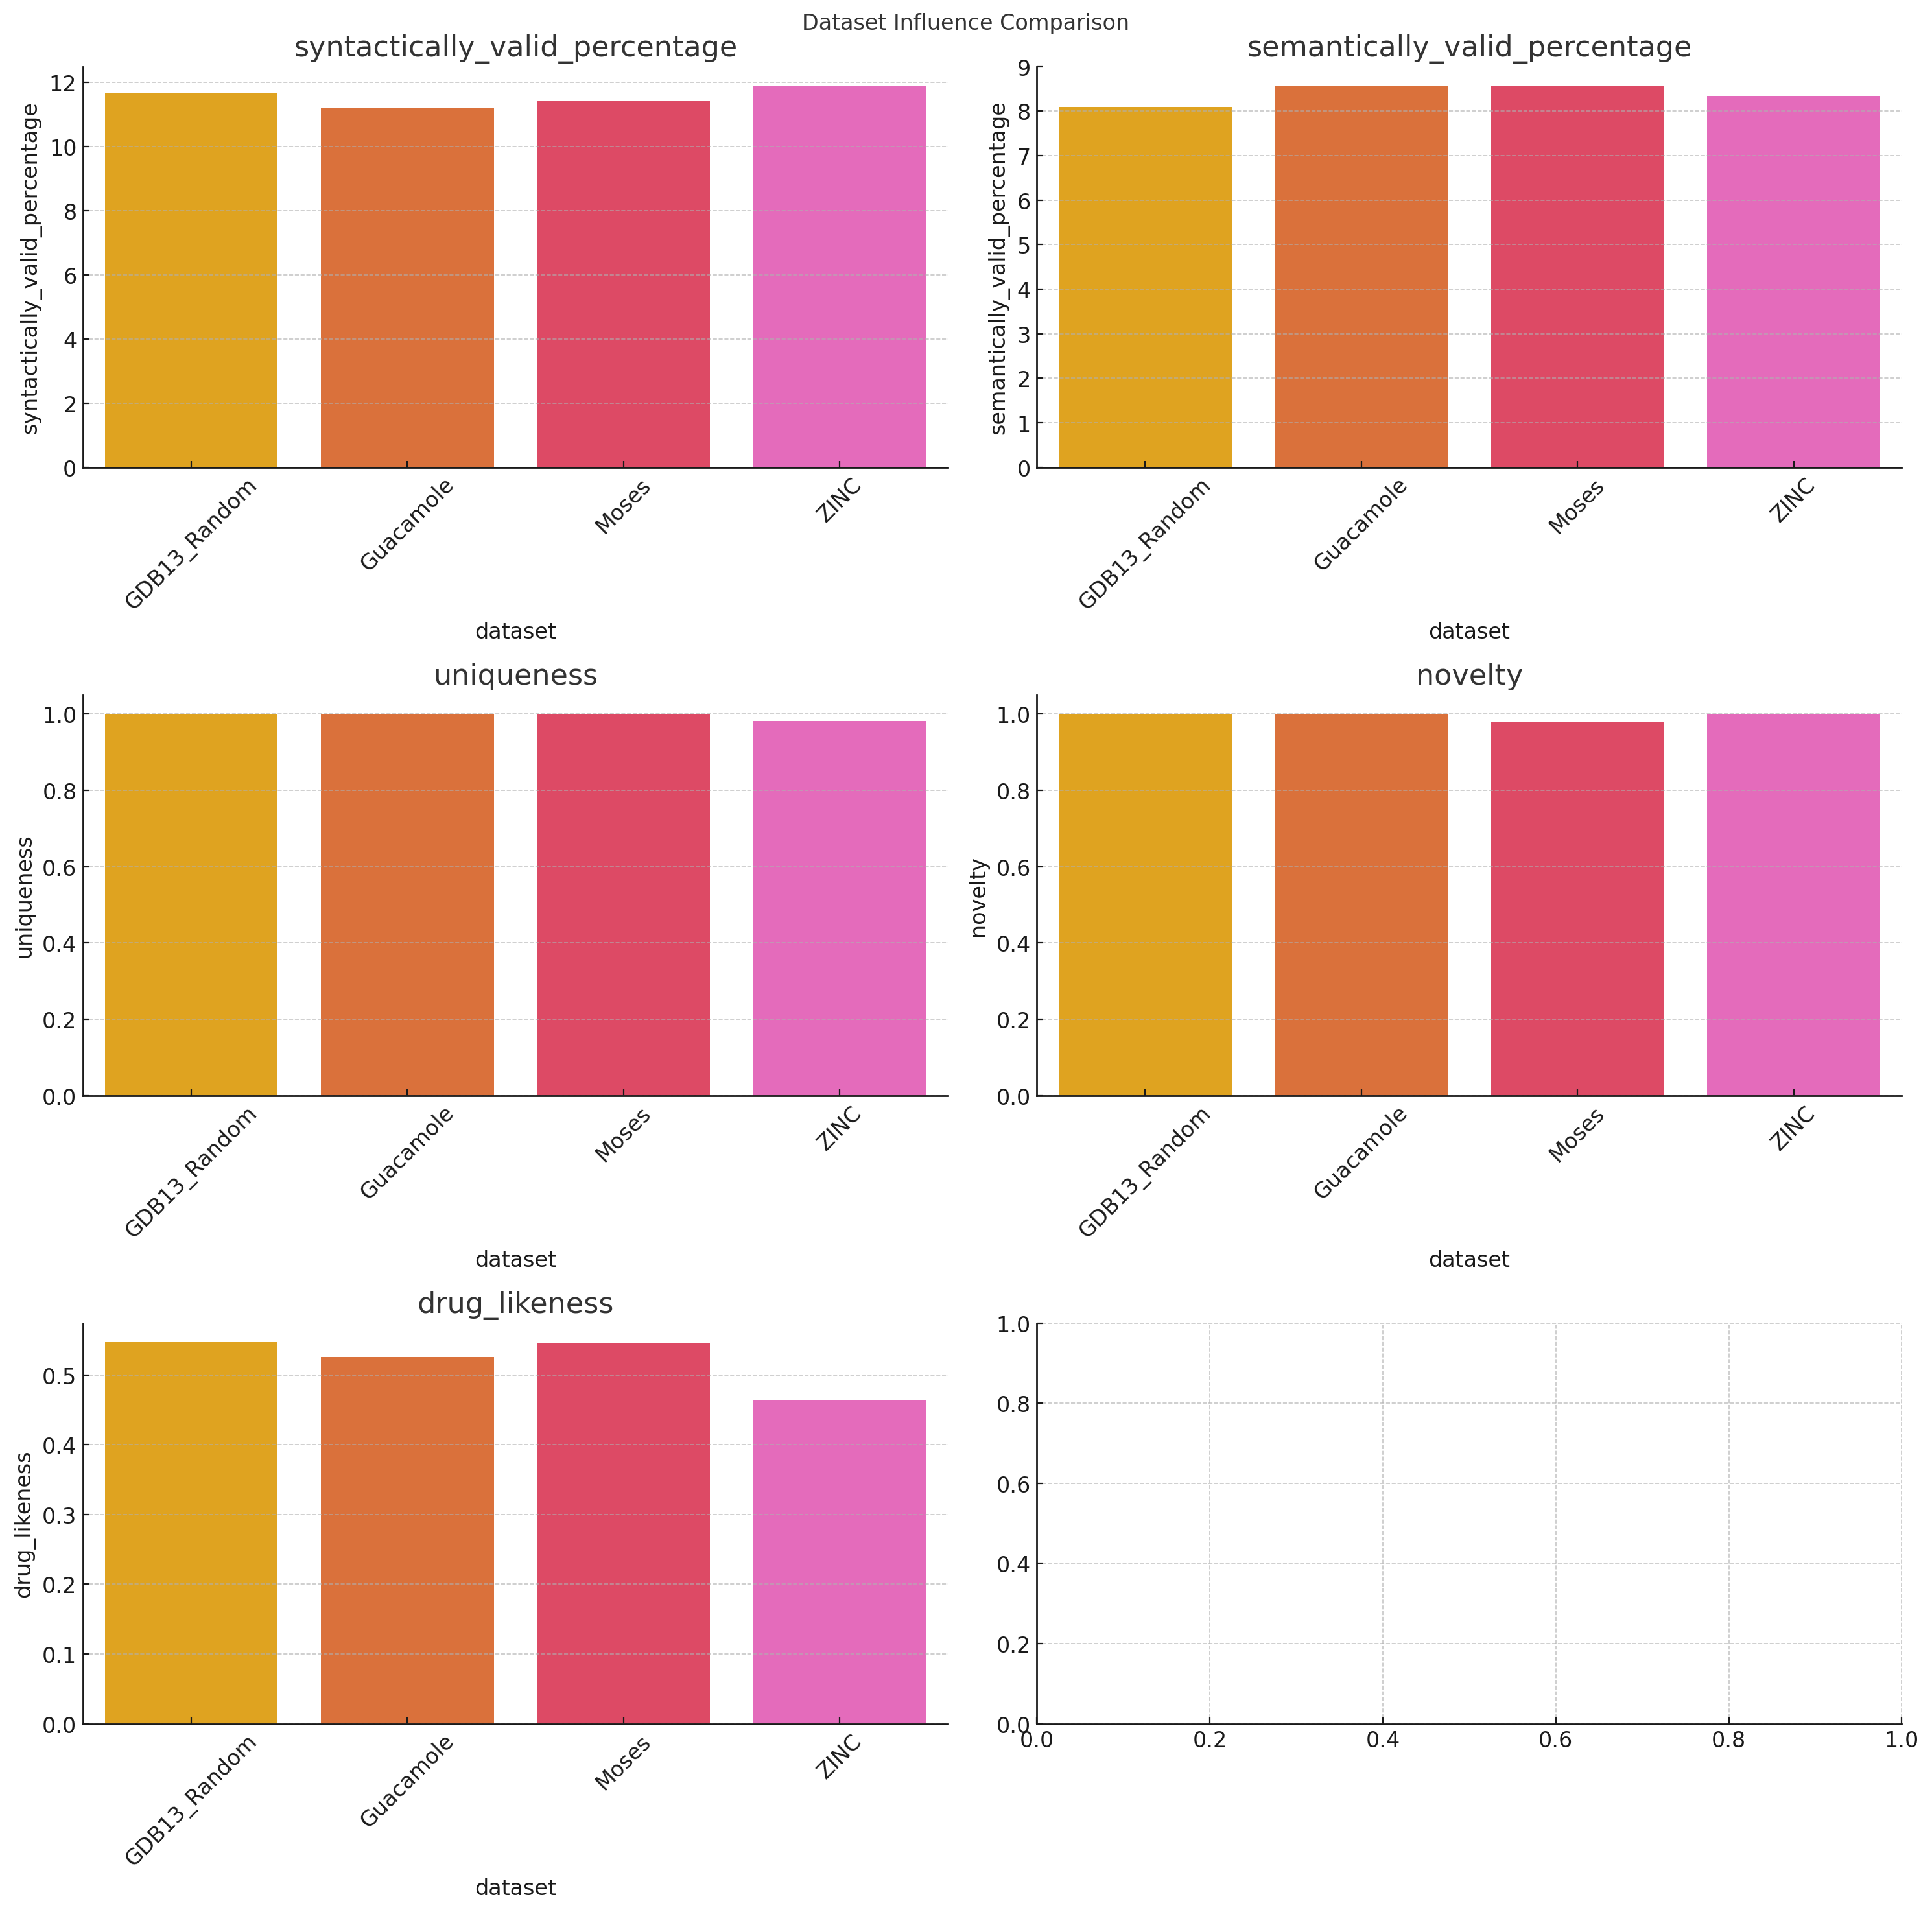 Dataset Influence Comparison
syntactically_valid_percentage
syntactically_valid_percentage
12
10
8
6
4
2
0
GDB13_Random
Guacamole
Moses
ZINC
dataset
semantically_valid_percentage
semantically_valid_percentage
9
8
7
6
5
4
3
2
1
0
GDB13_Random
Guacamole
Moses
ZINC
dataset
uniqueness
uniqueness
1.0
0.8
0.6
0.4
0.2
0.0
GDB13_Random
Guacamole
Moses
ZINC
dataset
novelty
novelty
1.0
0.8
0.6
0.4
0.2
0.0
GDB13_Random
Guacamole
Moses
ZINC
dataset
drug_likeness
drug_likeness
0.5
0.4
0.3
0.2
0.1
0.0
GDB13_Random
Guacamole
Moses
ZINC
dataset
1.0
0.8
0.6
0.4
0.2
0.0
0.0 0.2 0.4 0.6 0.8 1.0